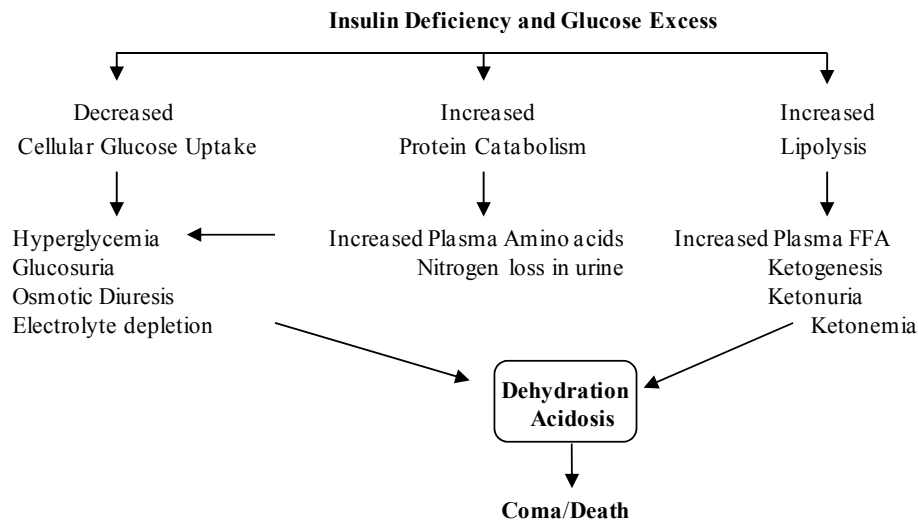 Insulin Deficiency and Glucose Excess
Decreased
Cellular Glucose Uptake
Increased
Protein Catabolism
Increased
Lipolysis
Hyperglycemia
Glucosuria
Osmotic Diuresis
Electrolyte depletion
Increased Plasma Amino acids
Nitrogen loss in urine
Increased Plasma FFA
Ketogenesis
Ketonuria
Ketonemia
Dehydration
Acidosis
Coma/Death